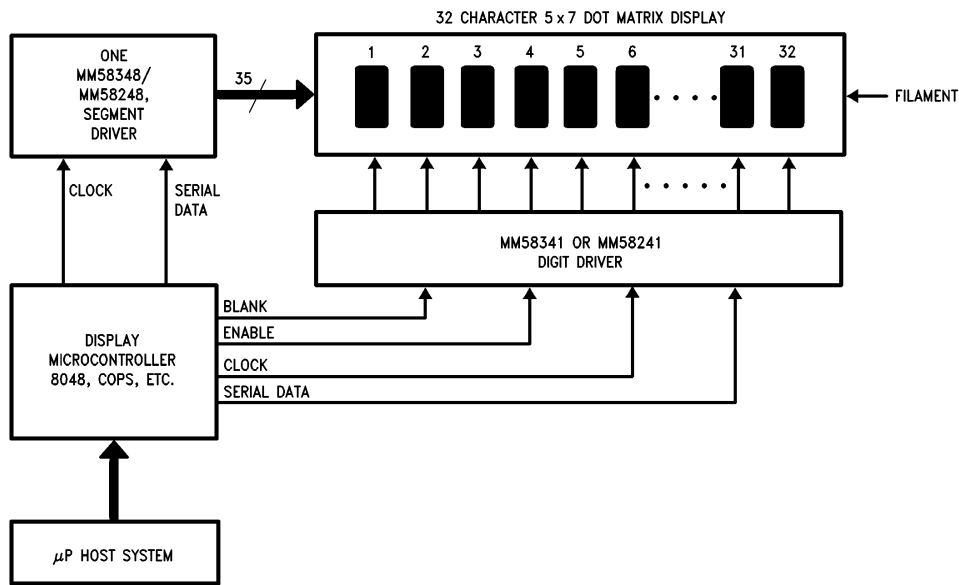 32 CHARACTER 5 x 7 DOT MATRIX DISPLAY
ONE
MM58348/
MM58248,
SEGMENT
DRIVER
35
1 2 3 4 5 6 31 32
FILAMENT
CLOCK
SERIAL
DATA
MM58341 OR MM58241
DIGIT DRIVER
DISPLAY
MICROCONTROLLER
8048, COPS, ETC.
BLANK
ENABLE
CLOCK
SERIAL DATA
μP HOST SYSTEM